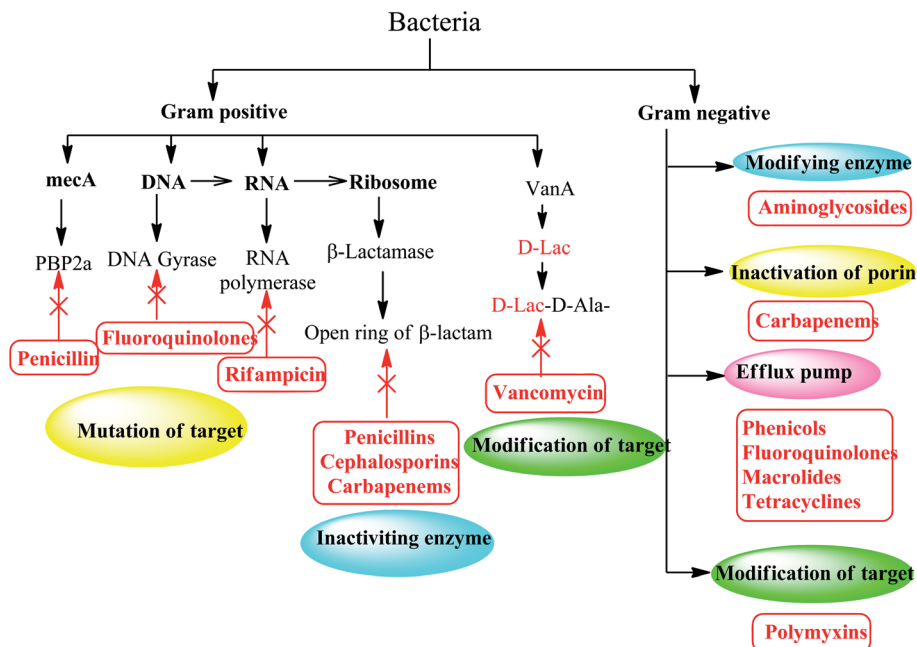 Bacteria
Gram positive
Gram negative
mecA
DNA
RNA
Ribosome
VanA
PBP2a
DNA Gyrase
RNA
polymerase
β-Lactamase
D-Lac
Open ring of β-lactam
D-Lac-D-Ala-
Penicillin
Fluoroquinolones
Rifampicin
Penicillins
Cephalosporins
Carbapenems
Vancomycin
Mutation of target
Inactiviting enzyme
Modification of target
Modifying enzyme
Aminoglycosides
Inactivation of porin
Carbapenems
Efflux pump
Phenicols
Fluoroquinolones
Macrolides
Tetracyclines
Modification of target
Polymyxins